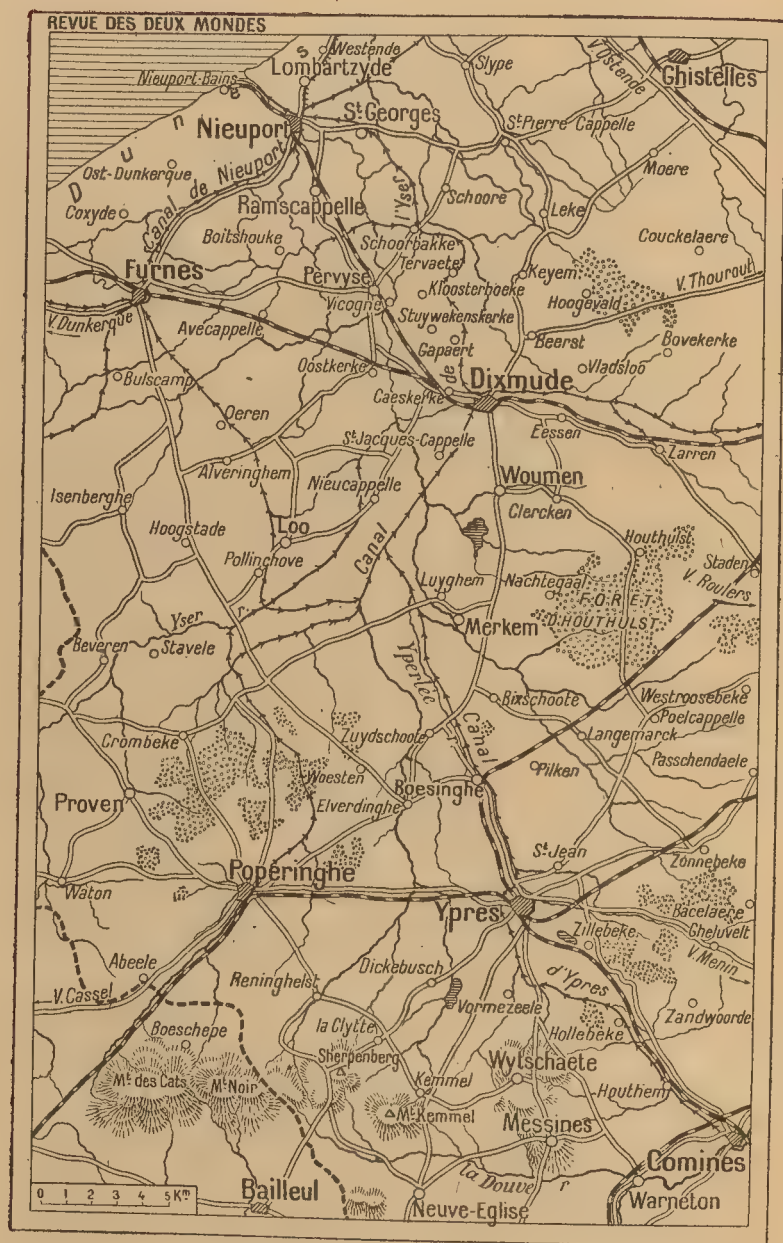 REVUE DES DEUX MONDES
Westende
Slype
V. Ostende
Ghistelles
Lombartzyde
Nieuport-Bains
Nieuport
St Georges
St Pierre Cappelle
Dunes
Ost-Dunkerque
Canal de Nieuport
Moere
Schoore
Ramscappelle
l'Yser
Coxyde
Leke
Boitshouke
Schoorbakke
Couckelaere
Tervaete
Furnes
Pervyse
Keyem
V. Thourout
Kloosterboeke
Hoogevald
Vicogne
V. Dunkerque
Avecappelle
Stuywekenskerke
Gapaert
Beerst
Bovekerke
Vladsloo
Oostkerke
Bulscamp
de
Dixmude
Caeskerke
Oeren
Eessen
St Jacques-Cappelle
Zarren
Alveringhem
Nieucappelle
Woumen
Isenberghe
Clercken
Hoogstade
Loo
Houthulst
Pollinchove
Canal
Staden
Luyghem
Nachtegaal
V. Roulers
FORET
D'HOUTHULST
Yser
r.
Merkem
Beveren
Stavele
Yperlée
Westroosebeke
Bixschoote
Poelcappelle
Crombeke
Zuydschoote
Canal
Langemarck
Passchendaele
Woesten
Pilken
Proven
Elverdinghe
Boesinghe
St Jean
Zonnebeke
Poperinghe
Waton
Ypres
Bacelaere
Zillebeke
Gheluvelt
V. Menin
Abeele
Dickebusch
d'Ypres
V. Cassel
Reninghelst
Vormezeele
Zandwoorde
la Clytte
Hollebeke
Boeschepe
Sherpenberg
Wytschaete
Mt des Cats
Mt Noir
Kemmel
Houthem
Mt Kemmel
Messines
Comines
la Douve
r
0 1 2 3 4 5 Km
Bailleul
Neuve-Eglise
Warneton